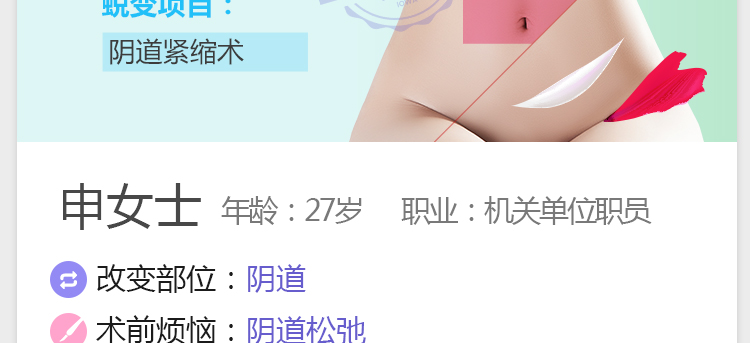 蜕变项目：
阴道紧缩术
申女士 年龄：27岁 职业：机关单位职员
改变部位：阴道
术前烦恼：阴道松弛